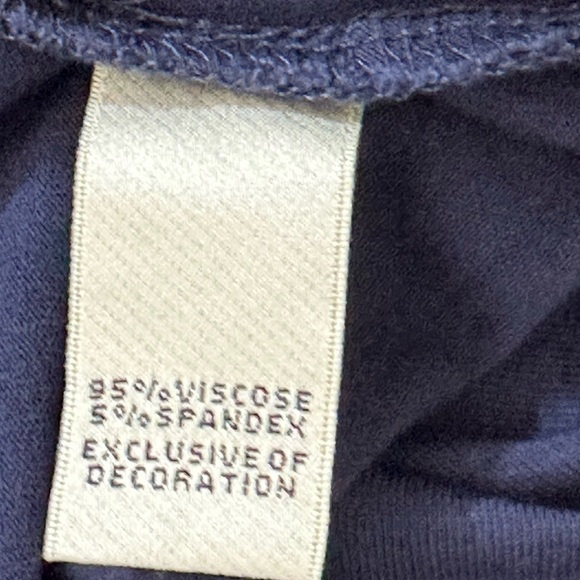 95%VISCOSE
5%SPANDEX
EXCLUSIVE OF
DECORATION